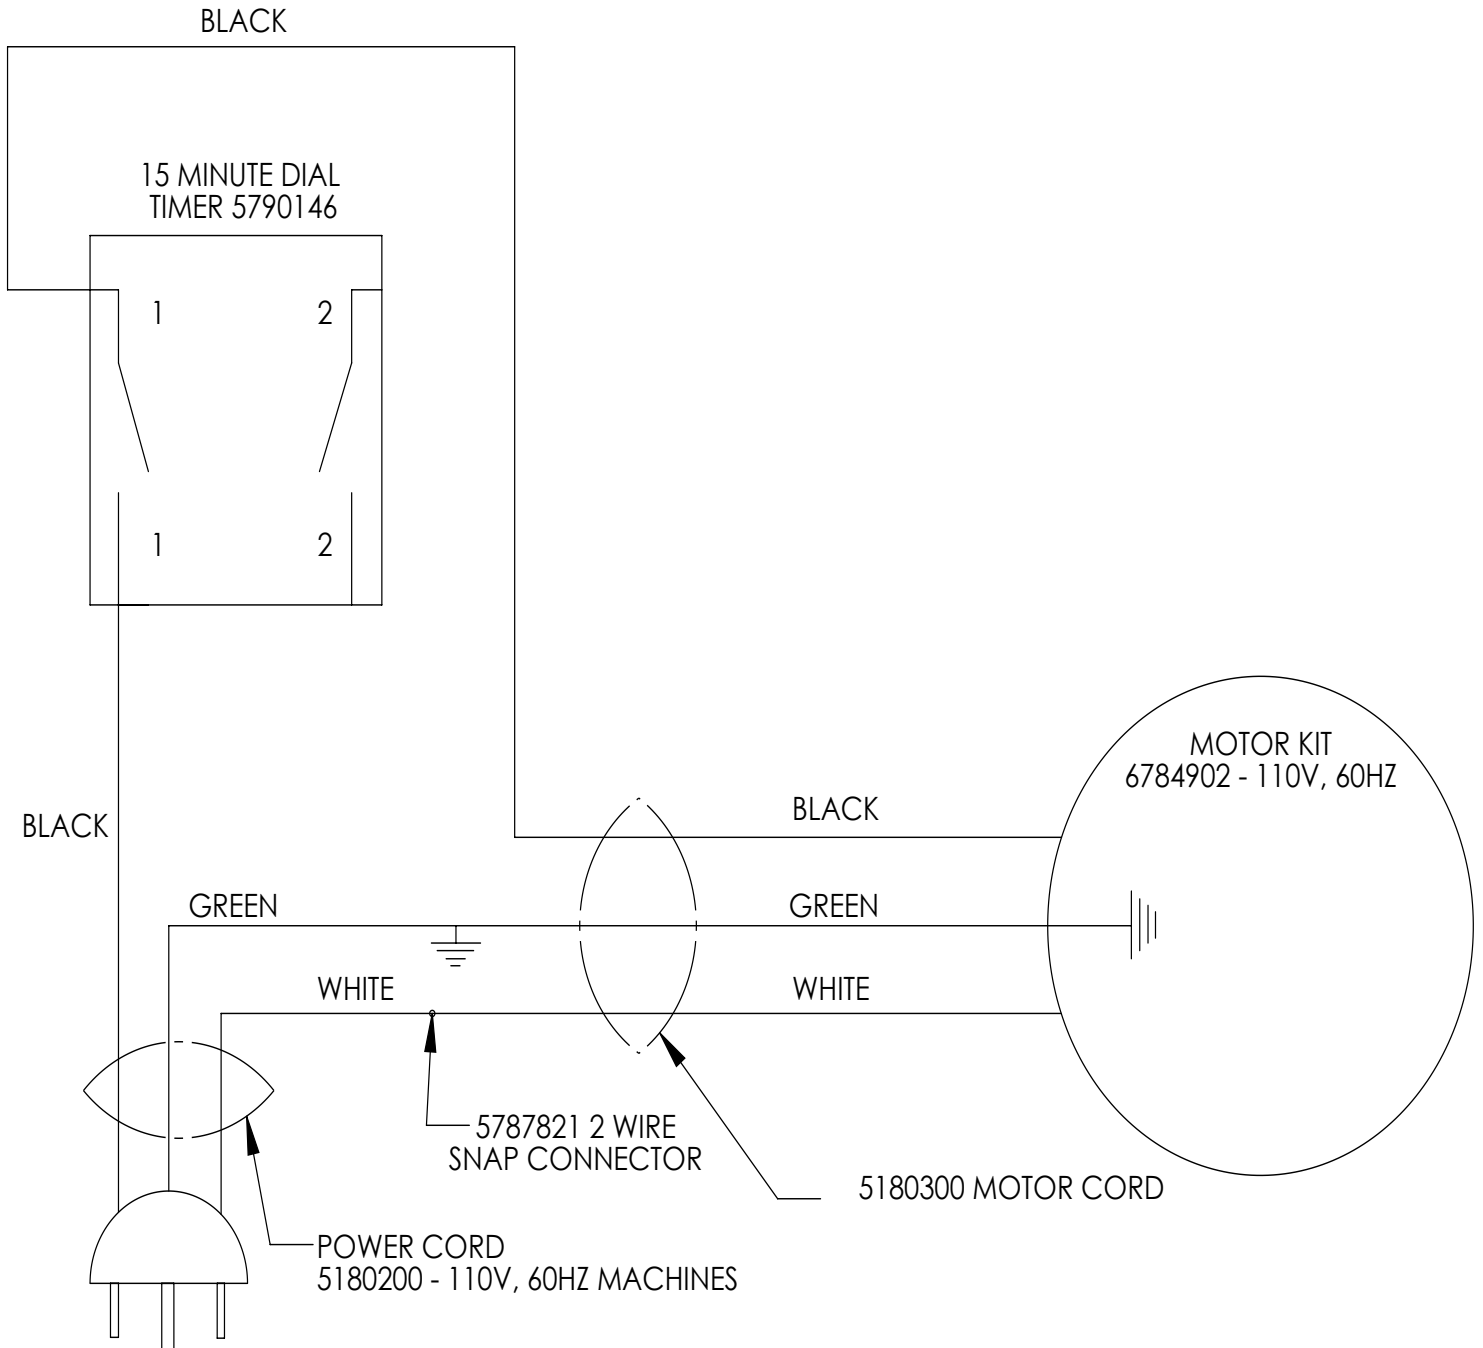 BLACK
15 MINUTE DIAL
TIMER 5790146
1 2
1 2
MOTOR KIT
6784902 - 110V, 60HZ
BLACK
BLACK
GREEN
GREEN
WHITE
WHITE
5787821 2 WIRE
SNAP CONNECTOR
5180300 MOTOR CORD
POWER CORD
5180200 - 110V, 60HZ MACHINES